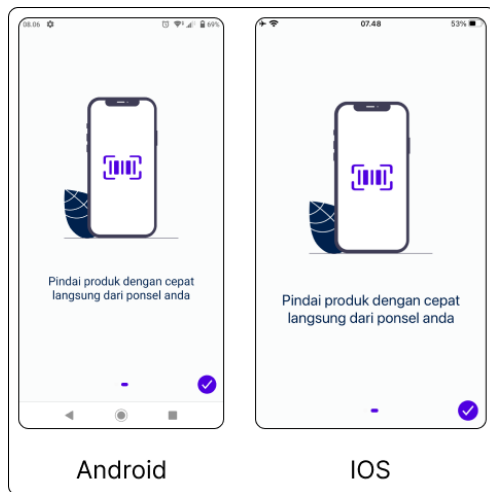 08.06 69%
07.48 53%
Pindai produk dengan cepat
langsung dari ponsel anda
Pindai produk dengan cepat
langsung dari ponsel anda
Android IOS